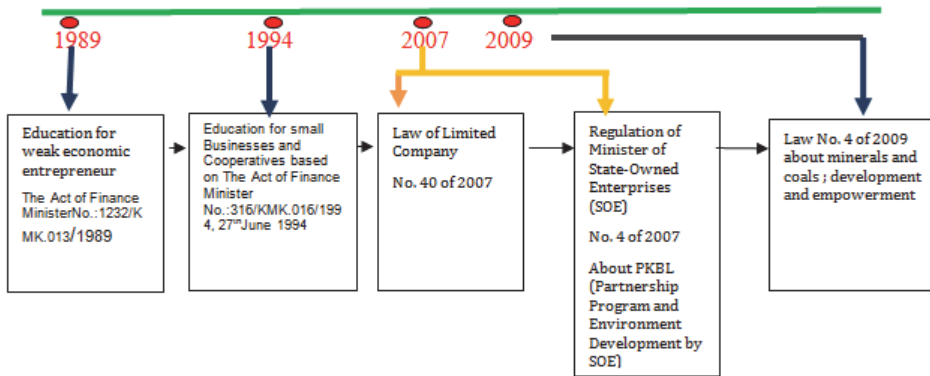 1989
1994
2007
2009
Education for
weak economic
entrepreneur
The Act of Finance
MinisterNo.:1232/K
MK.013/1989
Education for small
Businesses and
Cooperatives based
on The Act of Finance
Minister
No.:316/KMK.016/199
4, 27th June 1994
Law of Limited
Company
No. 40 of 2007
Regulation of
Minister of
State-Owned
Enterprises
(SOE)
No. 4 of 2007
About PKBL
(Partnership
Program and
Environment
Development by
SOE)
Law No. 4 of 2009
about minerals and
coals ; development
and empowerment